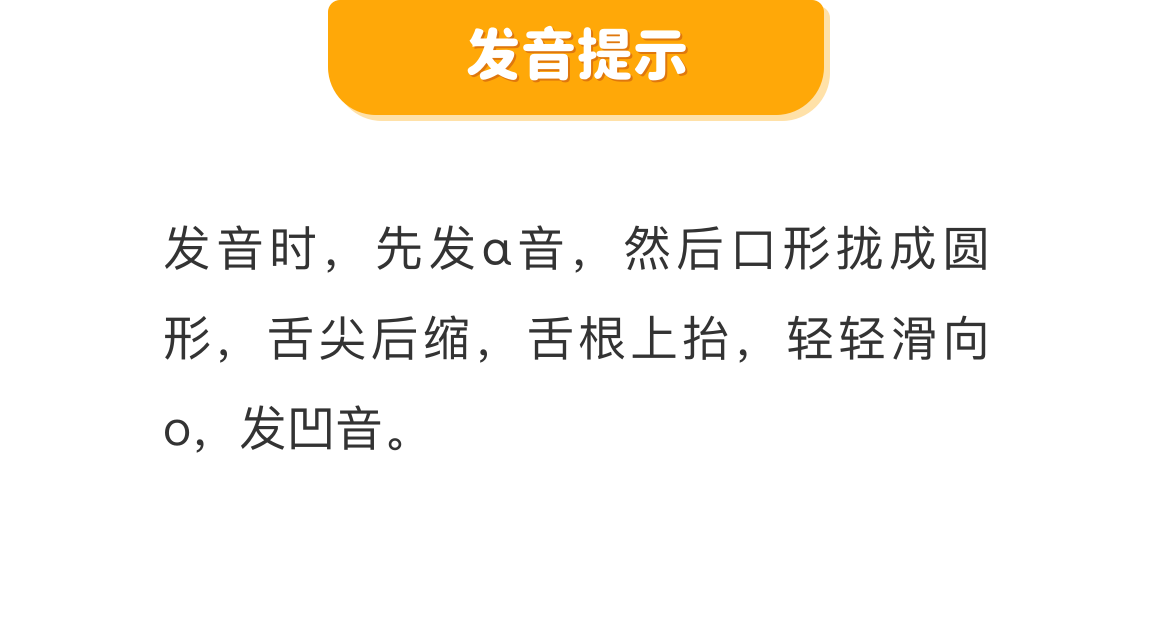 发音提示
发音时，先发ɑ音，然后口形拢成圆
形，舌尖后缩，舌根上抬，轻轻滑向
o，发凹音。